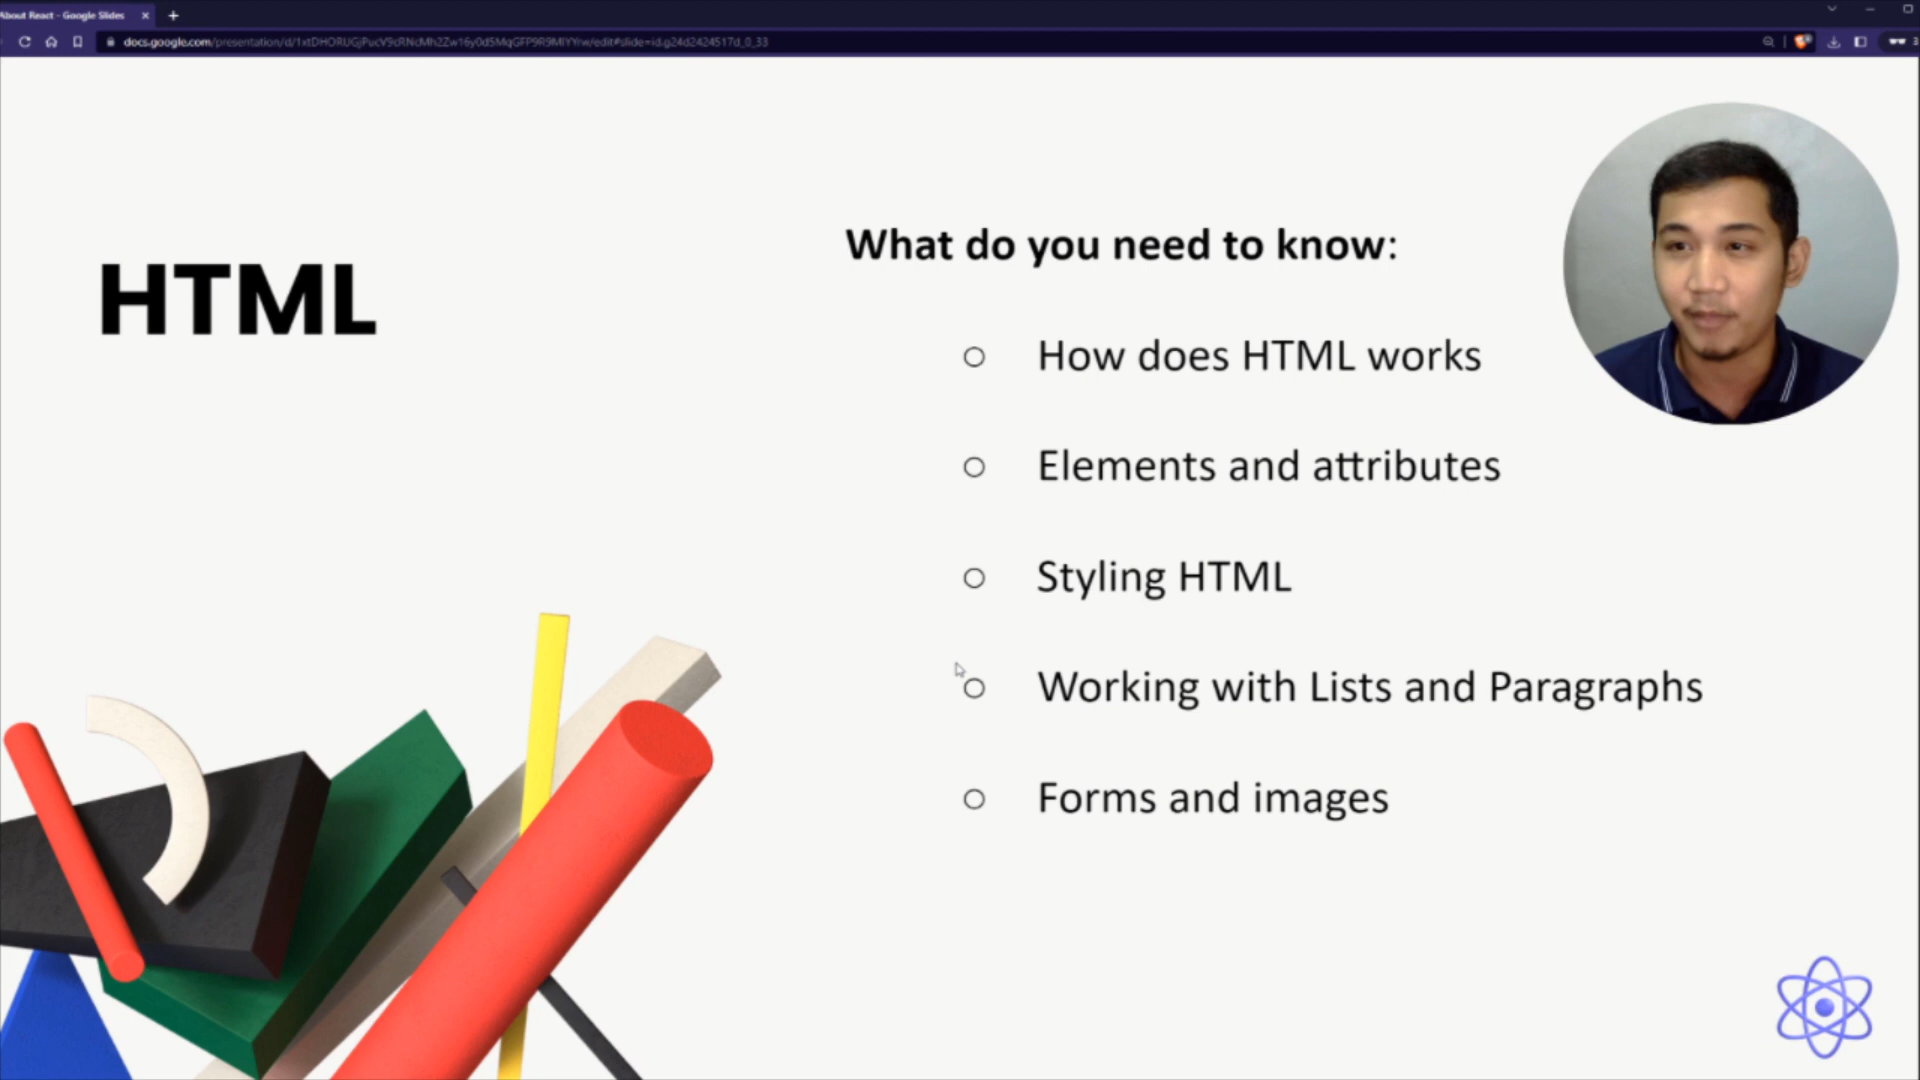 About React - Google Slides
docs.google.com/presentation/d/
HTML
What do you need to know:
How does HTML works
Elements and attributes
Styling HTML
Working with Lists and Paragraphs
Forms and images